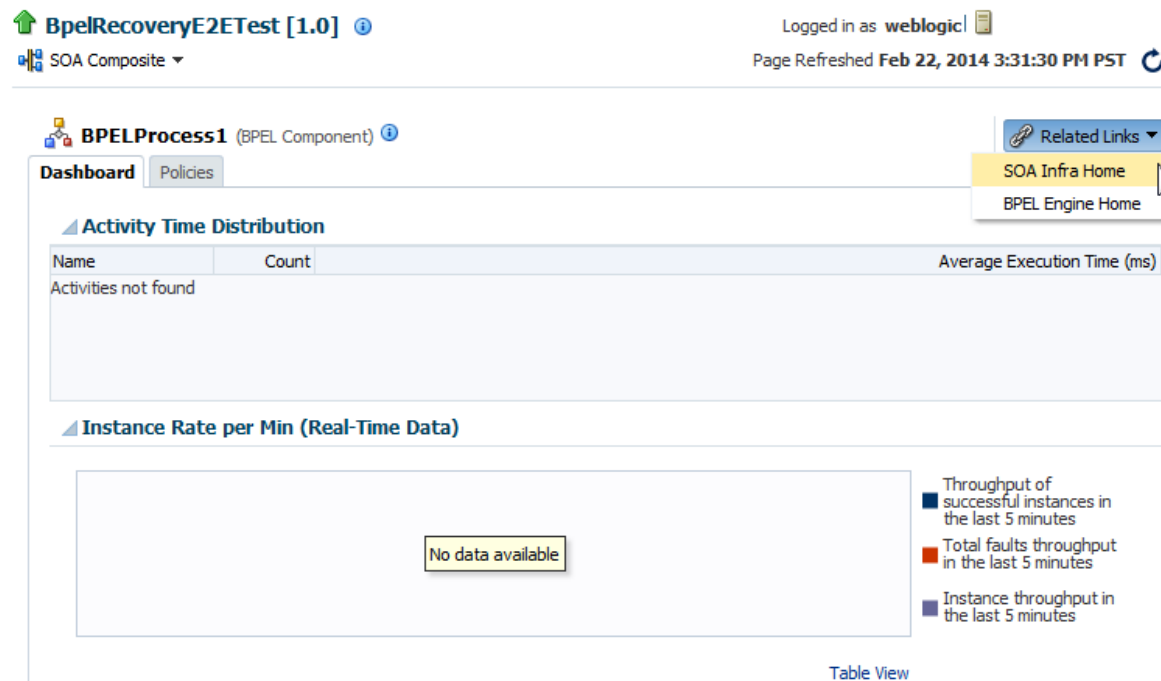 BpelRecoveryE2ETest [1.0]
Logged in as weblogic
SOA Composite
Page Refreshed Feb 22, 2014 3:31:30 PM PST
BPELProcess1 (BPEL Component)
Related Links
SOA Infra Home
BPEL Engine Home
Dashboard Policies
Activity Time Distribution
Name Count Average Execution Time (ms)
Activities not found
Instance Rate per Min (Real-Time Data)
No data available
Throughput of
successful instances in
the last 5 minutes
Total faults throughput
in the last 5 minutes
Instance throughput in
the last 5 minutes
Table View